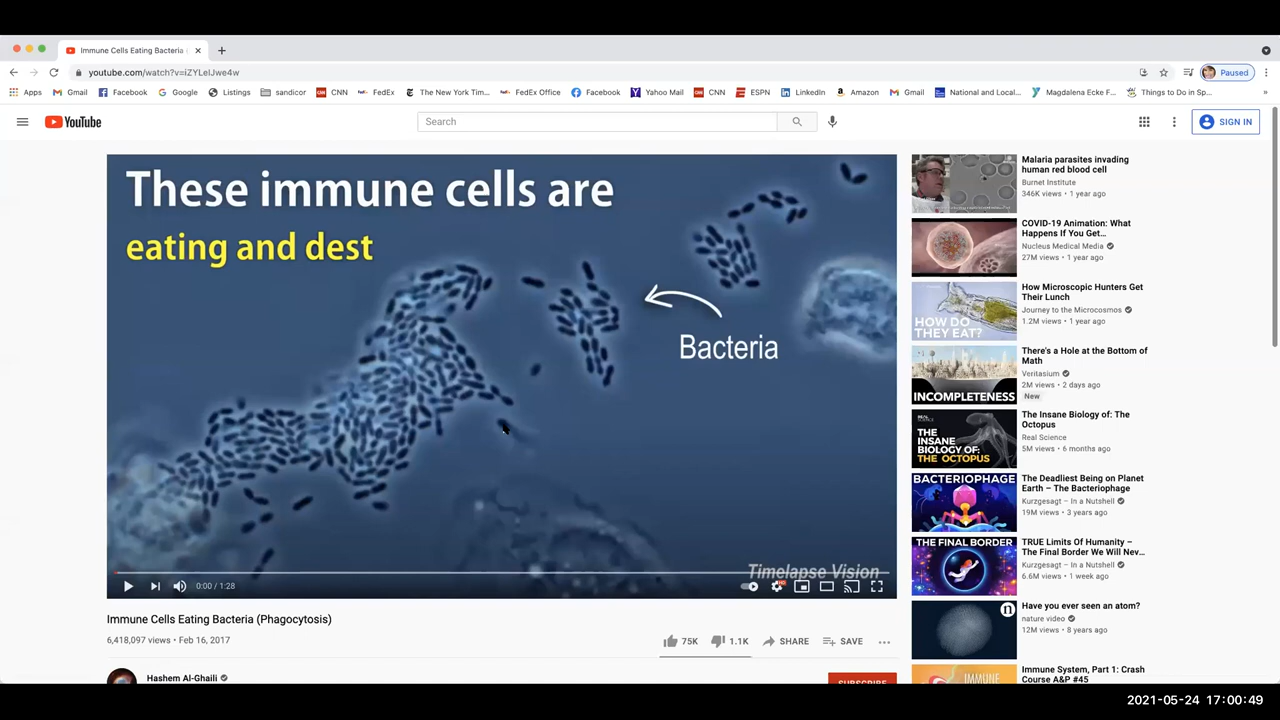 Immune Cells Eating Bacteria (
youtube.com/watch?v=iZYLeIJwe4w
Paused
Apps Gmail Facebook Google Listings sandicor CNN FedEx The New York Tim... FedEx Office Facebook Yahoo Mail CNN ESPN LinkedIn Amazon Gmail National and Local... Magdalena Ecke F... Things to Do in Sp... »
YouTube
Search
SIGN IN
These immune cells are
eating and dest
Bacteria
Timelapse Vision
0:00 / 1:28
HD
Immune Cells Eating Bacteria (Phagocytosis)
6,418,097 views • Feb 16, 2017
75K 1.1K SHARE SAVE
Hashem Al-Ghaili
SUBSCRIBE
Malaria parasites invading
human red blood cell
Burnet Institute
346K views • 1 year ago
COVID-19 Animation: What
Happens If You Get...
Nucleus Medical Media
27M views • 1 year ago
HOW DO
THEY EAT?
How Microscopic Hunters Get
Their Lunch
Journey to the Microcosmos
1.2M views • 1 year ago
INCOMPLETENESS
There's a Hole at the Bottom of
Math
Veritasium
2M views • 2 days ago
New
REAL SCIENCE
THE
INSANE
BIOLOGY OF:
THE OCTOPUS
The Insane Biology of: The
Octopus
Real Science
5M views • 6 months ago
BACTERIOPHAGE
The Deadliest Being on Planet
Earth – The Bacteriophage
Kurzgesagt – In a Nutshell
19M views • 3 years ago
THE FINAL BORDER
TRUE Limits Of Humanity –
The Final Border We Will Nev...
Kurzgesagt – In a Nutshell
6.6M views • 1 week ago
n
Have you ever seen an atom?
nature video
12M views • 8 years ago
IMMUNE
Immune System, Part 1: Crash
Course A&P #45
2021-05-24 17:00:49